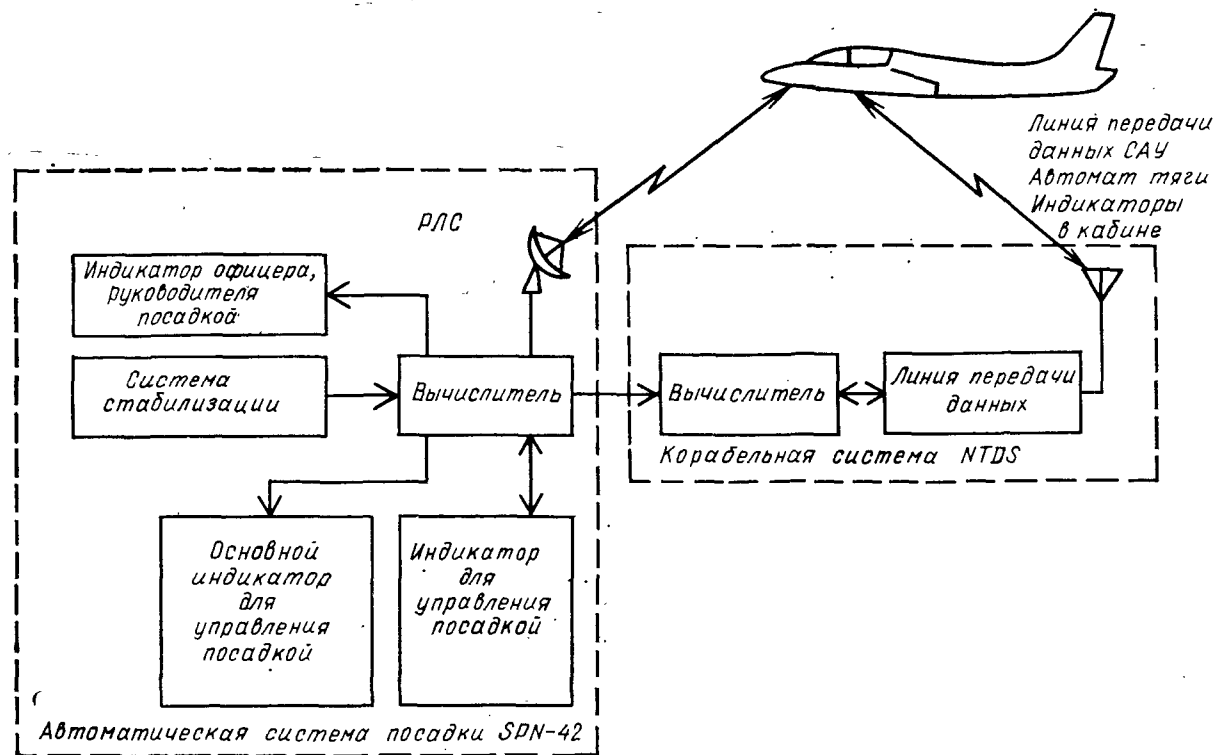 Линия передачи
данных САУ
Автомат тяги
Индикаторы
в кабине
РЛС
Индикатор офицера,
руководителя
посадкой
Система
стабилизации
Вычислитель
Вычислитель
Линия передачи
данных
Корабельная система NTDS
Основной
индикатор
для
управления
посадкой
Индикатор
для
управления
посадкой
Автоматическая система посадки SPN-42